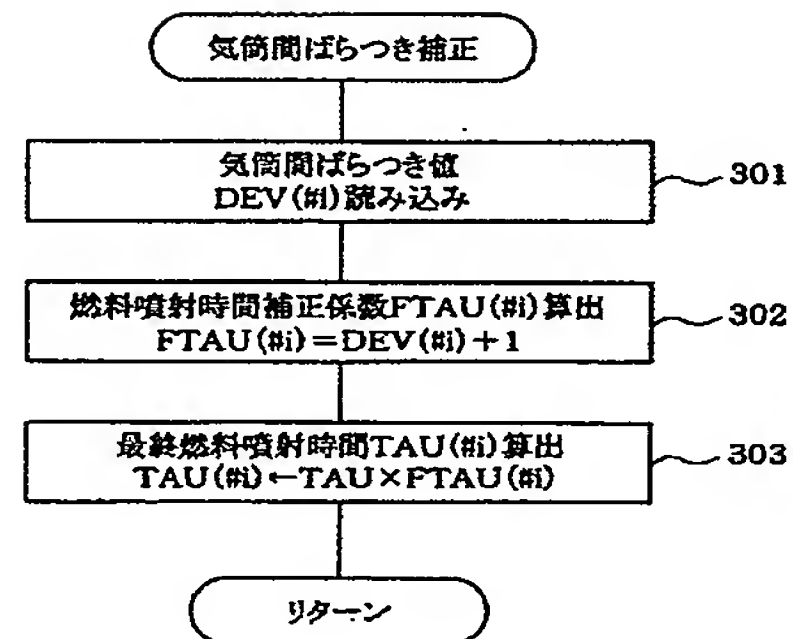 気筒間ばらつき補正
気筒間ばらつき値
DEV(#i)読み込み
301
燃料噴射時間補正係数FTAU(#i)算出
FTAU(#i)=DEV(#i)+1
302
最終燃料噴射時間TAU(#i)算出
TAU(#i)←TAU×FTAU(#i)
303
リターン